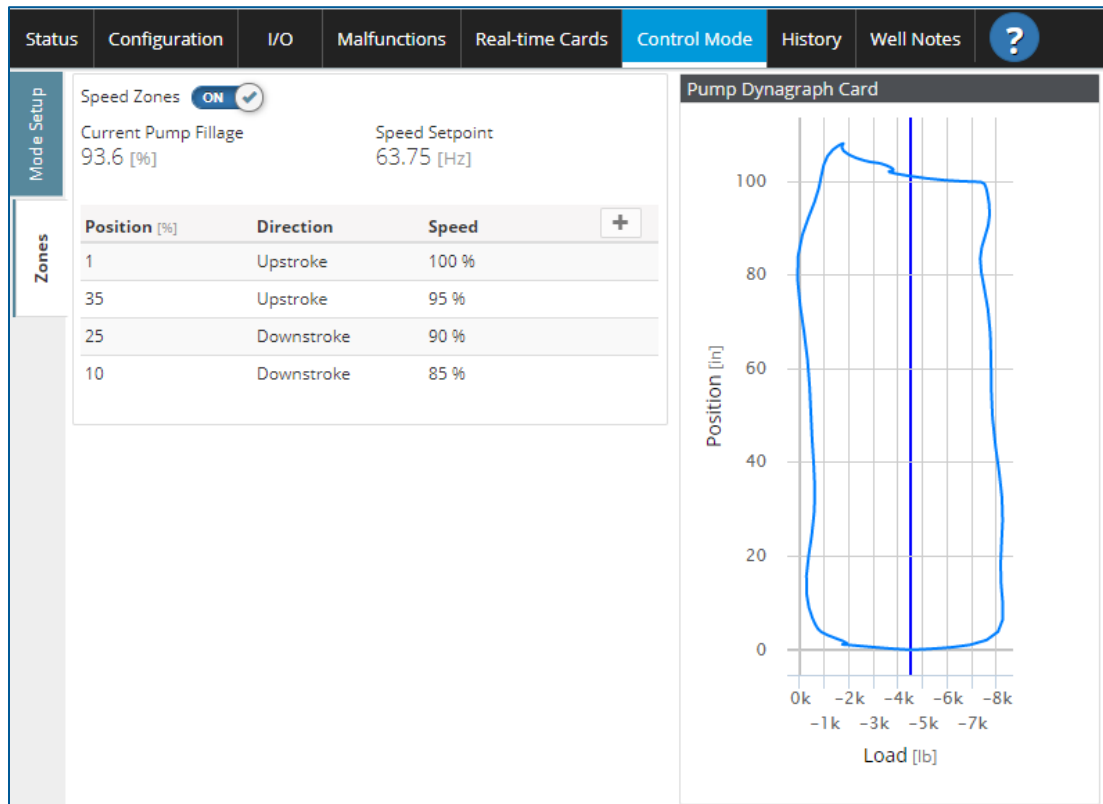 Status Configuration I/O Malfunctions Real-time Cards Control Mode History Well Notes ?
Mode Setup
Zones
Speed Zones ON
Current Pump Fillage Speed Setpoint
93.6 [%] 63.75 [Hz]
Position [%] Direction Speed +
1 Upstroke 100 %
35 Upstroke 95 %
25 Downstroke 90 %
10 Downstroke 85 %
Pump Dynagraph Card
100
80
60
40
20
0
Position [in]
0k -2k -4k -6k -8k
-1k -3k -5k -7k
Load [lb]